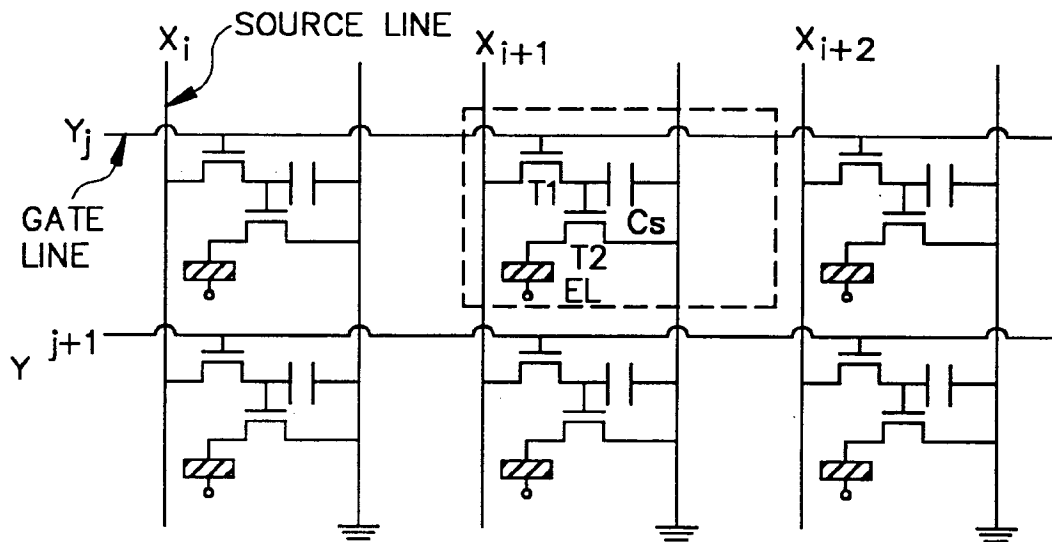 SOURCE LINE
Xi Xi+1 Xi+2
Yj
T1
GATE LINE
Cs
T2
EL
Y j+1